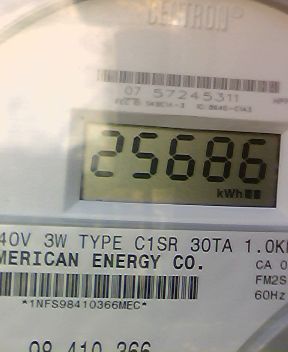 CENTRON®
07 57245311
25686
kWh
40V 3W TYPE C1SR 30TA 1.0K
MERICAN ENERGY CO.
CA 0
FM2S
60Hz
*1NFS98410366MEC*
98 410 366